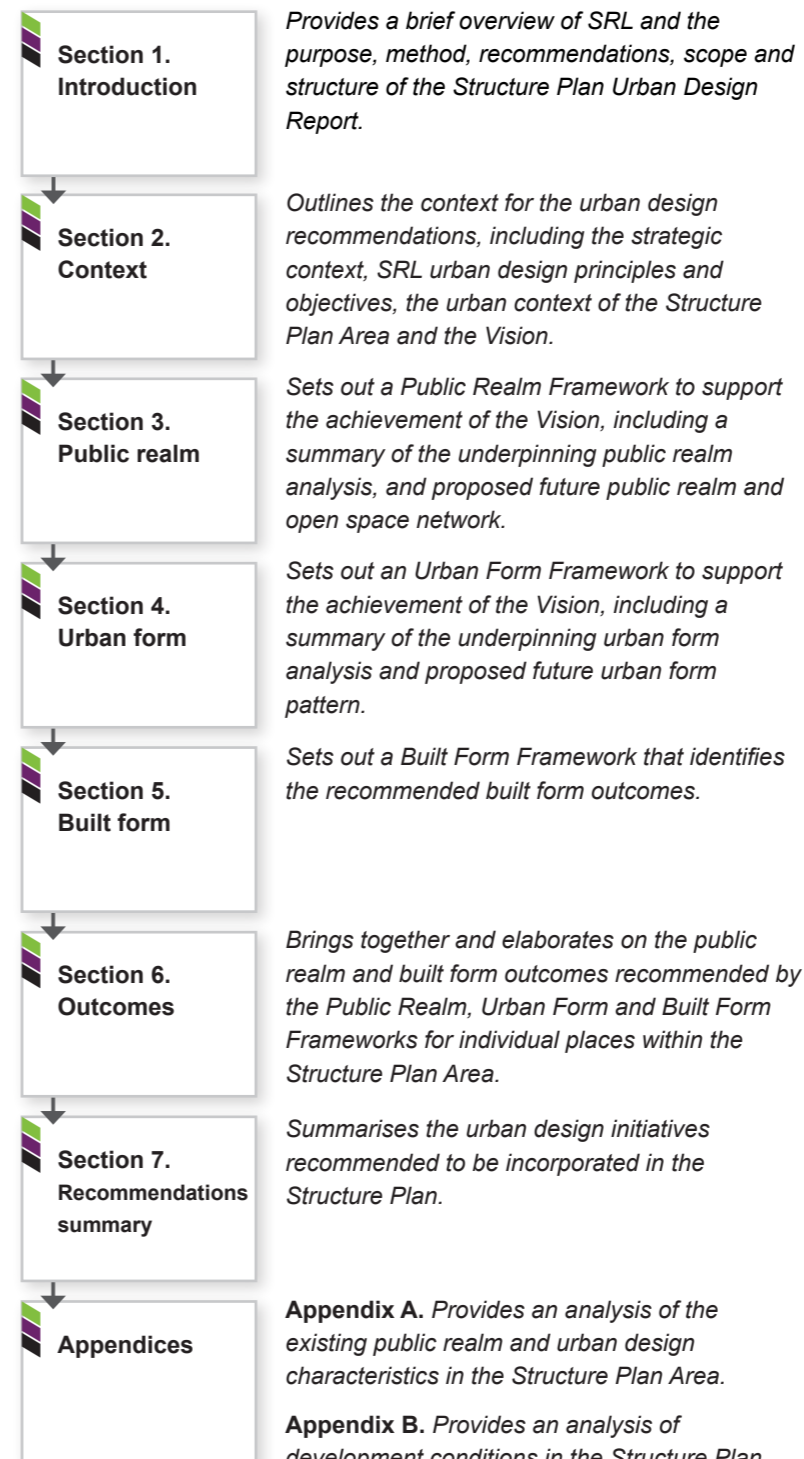 Section 1.
Introduction
Provides a brief overview of SRL and the
purpose, method, recommendations, scope and
structure of the Structure Plan Urban Design
Report.
Section 2.
Context
Outlines the context for the urban design
recommendations, including the strategic
context, SRL urban design principles and
objectives, the urban context of the Structure
Plan Area and the Vision.
Section 3.
Public realm
Sets out a Public Realm Framework to support
the achievement of the Vision, including a
summary of the underpinning public realm
analysis, and proposed future public realm and
open space network.
Section 4.
Urban form
Sets out an Urban Form Framework to support
the achievement of the Vision, including a
summary of the underpinning urban form
analysis and proposed future urban form
pattern.
Section 5.
Built form
Sets out a Built Form Framework that identifies
the recommended built form outcomes.
Section 6.
Outcomes
Brings together and elaborates on the public
realm and built form outcomes recommended by
the Public Realm, Urban Form and Built Form
Frameworks for individual places within the
Structure Plan Area.
Section 7.
Recommendations
summary
Summarises the urban design initiatives
recommended to be incorporated in the
Structure Plan.
Appendices
Appendix A. Provides an analysis of the
existing public realm and urban design
characteristics in the Structure Plan Area.
Appendix B. Provides an analysis of
development conditions in the Structure Plan